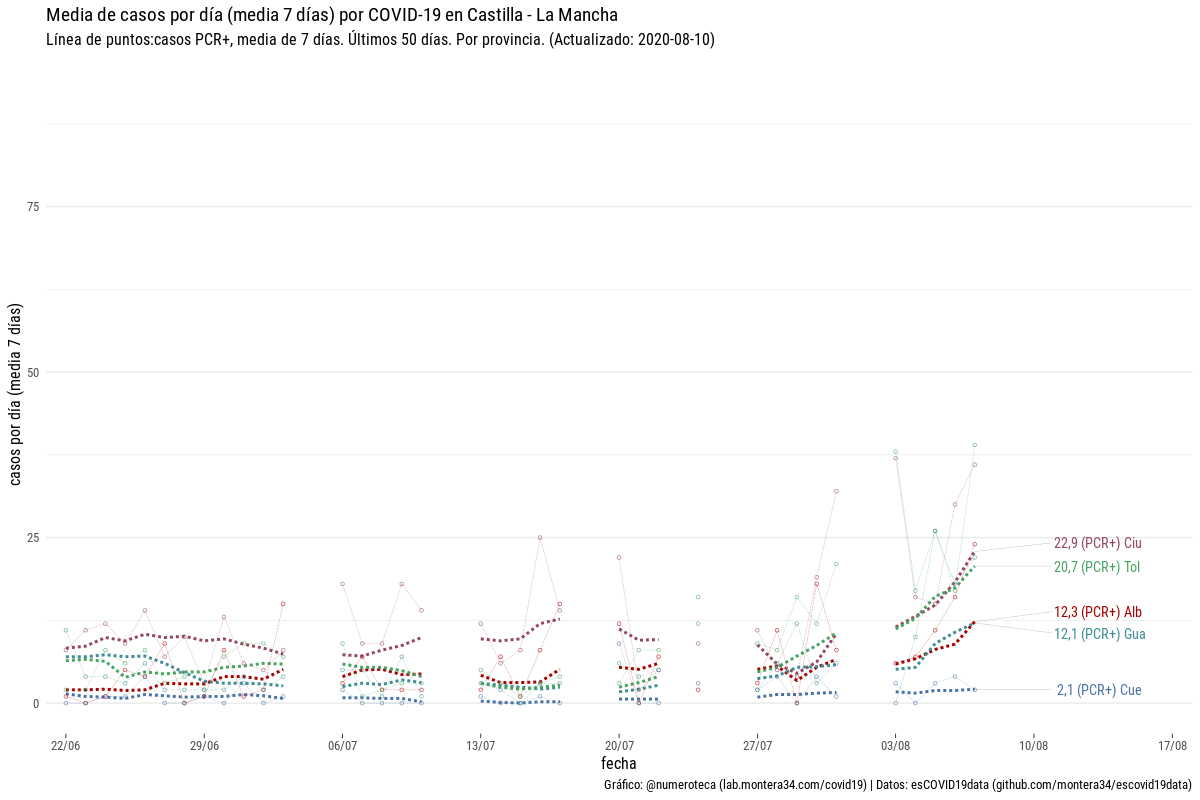 Media de casos por día (media 7 días) por COVID-19 en Castilla - La Mancha
Línea de puntos:casos PCR+, media de 7 días. Últimos 50 días. Por provincia. (Actualizado: 2020-08-10)
casos por día (media 7 días)
75
50
25
0
22,9 (PCR+) Ciu
20,7 (PCR+) Tol
12,3 (PCR+) Alb
12,1 (PCR+) Gua
2,1 (PCR+) Cue
22/06
29/06
06/07
13/07
20/07
27/07
03/08
10/08
17/08
fecha
Gráfico: @numeroteca (lab.montera34.com/covid19) | Datos: esCOVID19data (github.com/montera34/escovid19data)